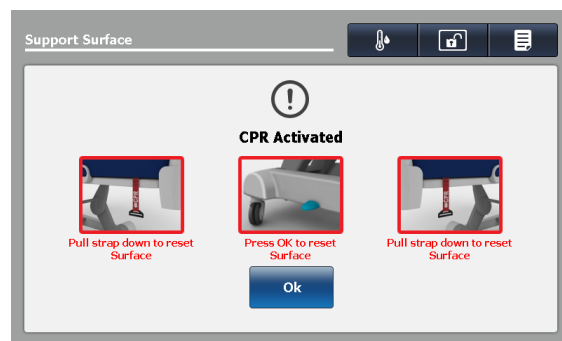 Support Surface
CPR Activated
Pull strap down to reset
Surface
Press OK to reset
Surface
Pull strap down to reset
Surface
Ok